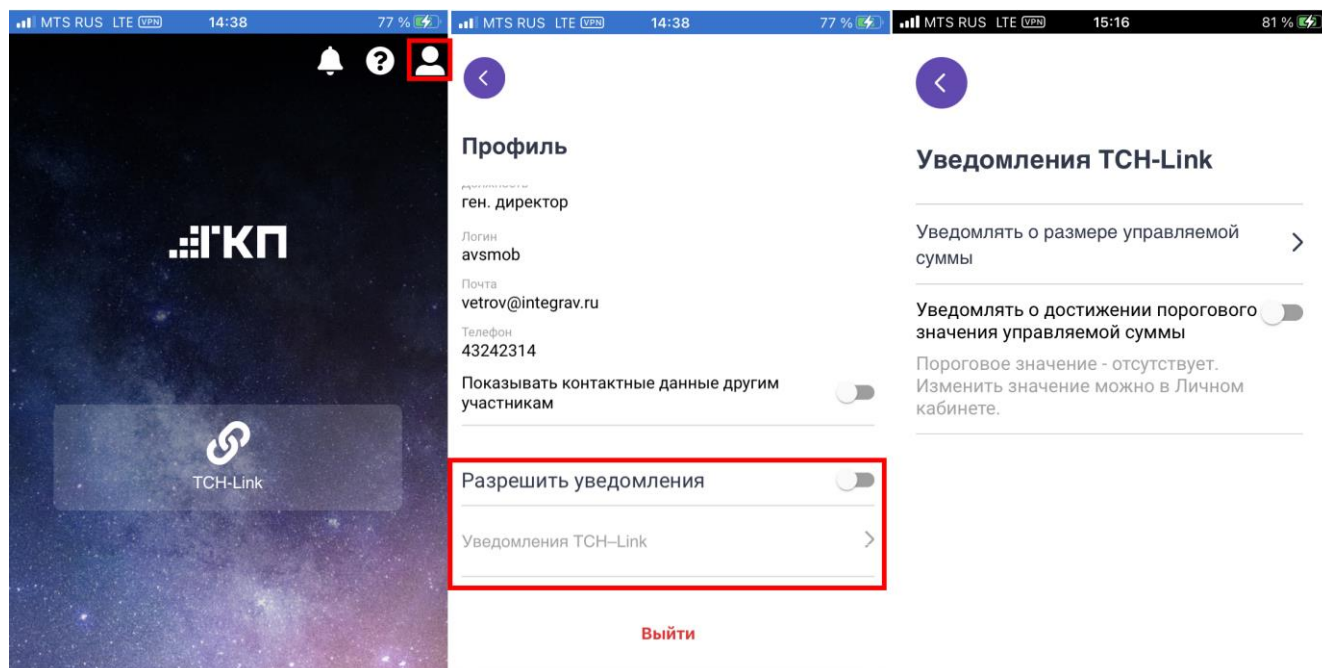 MTS RUS LTE VPN 14:38 77 %
ГКП
TCH-Link
MTS RUS LTE VPN 14:38 77 %
Профиль
Должность
ген. директор
Логин
avsmob
Почта
vetrov@integrav.ru
Телефон
43242314
Показывать контактные данные другим
участникам
Разрешить уведомления
Уведомления TCH–Link
Выйти
MTS RUS LTE VPN 15:16 81 %
Уведомления TCH-Link
Уведомлять о размере управляемой
суммы
Уведомлять о достижении порогового
значения управляемой суммы
Пороговое значение - отсутствует.
Изменить значение можно в Личном
кабинете.